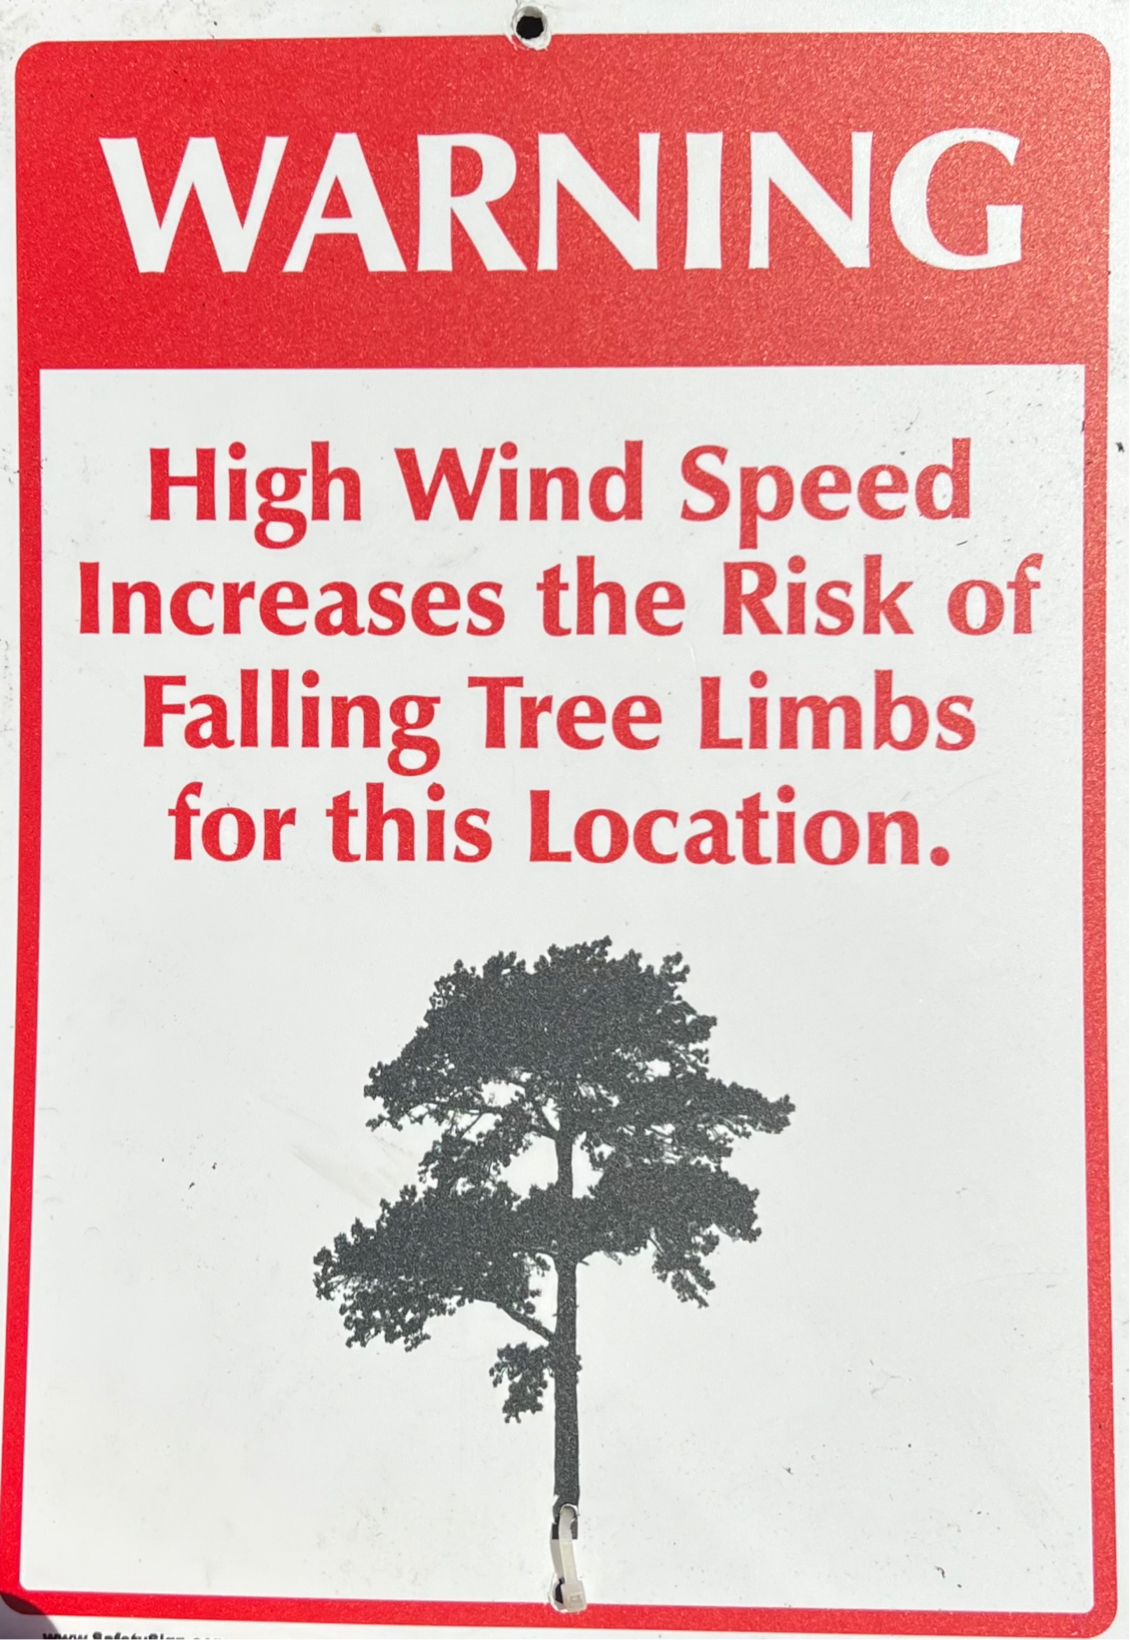 WARNING
High Wind Speed
Increases the Risk of
Falling Tree Limbs
for this Location.